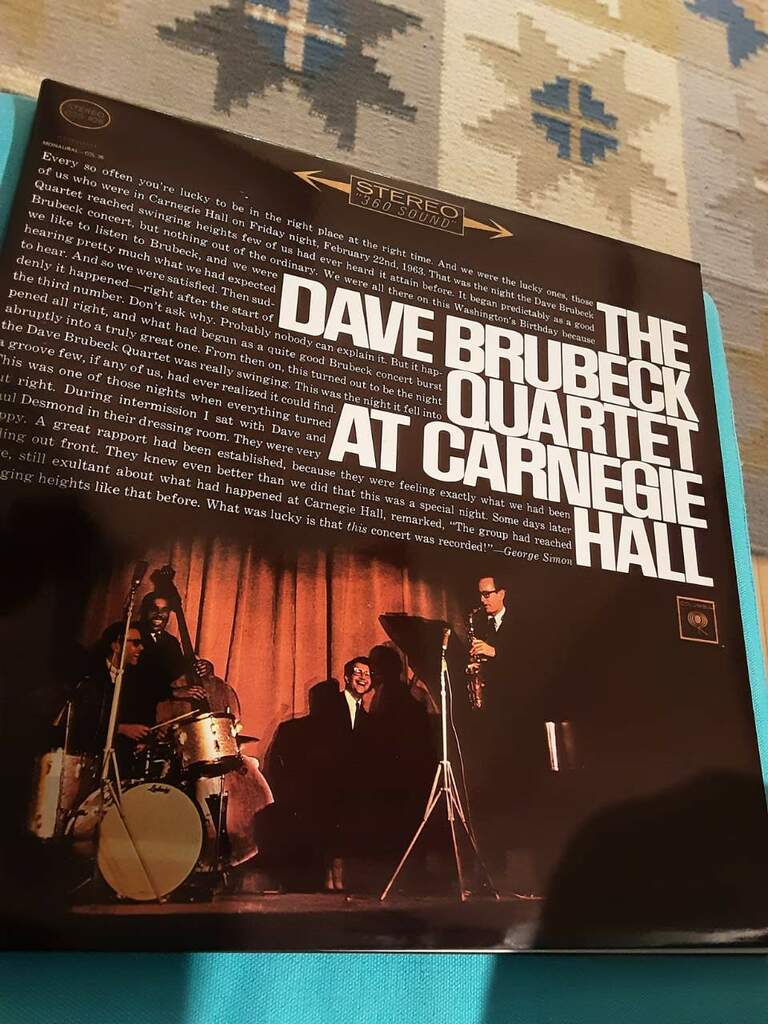 STEREO
MONAURAL
STEREO
"360 SOUND"
Every so often you're lucky to be in the right place at the right time. And we were the lucky ones, those
of us who were in Carnegie Hall on Friday night, February 22nd, 1963. That was the night the Dave Brubeck
Quartet reached swinging heights few of us had ever heard it attain before. It began predictably as a good
Brubeck concert, but nothing out of the ordinary. We were all there on this Washington's Birthday because
we like to listen to Brubeck, and we were
hearing pretty much what we had expected
to hear. And so we were satisfied. Then sud-
denly it happened—right after the start of
the third number. Don't ask why. Probably nobody can explain it. But it hap-
pened all right, and what had begun as a quite good Brubeck concert burst
abruptly into a truly great one. From then on, this turned out to be the night
the Dave Brubeck Quartet was really swinging. This was the night it fell into
a groove few, if any of us, had ever realized it could find.
This was one of those nights when everything turned
ut right. During intermission I sat with Dave and
ul Desmond in their dressing room. They were very
ppy. A great rapport had been established, because they were feeling exactly what we had been
ling out front. They knew even better than we did that this was a special night. Some days later
e, still exultant about what had happened at Carnegie Hall, remarked, "The group had reached
ging heights like that before. What was lucky is that this concert was recorded!"—George Simon
THE
DAVE BRUBECK
QUARTET
AT CARNEGIE
HALL
COLUMBIA
Ludwig